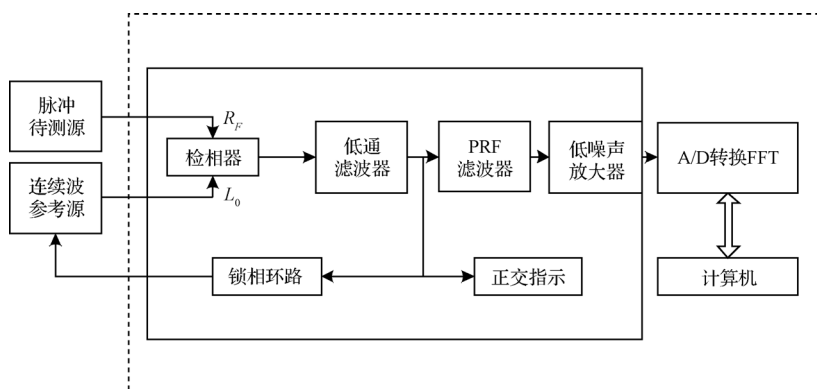 脉冲
待测源
R_F
检相器
L_0
连续波
参考源
低通
滤波器
PRF
滤波器
低噪声
放大器
A/D转换FFT
锁相环路
正交指示
计算机